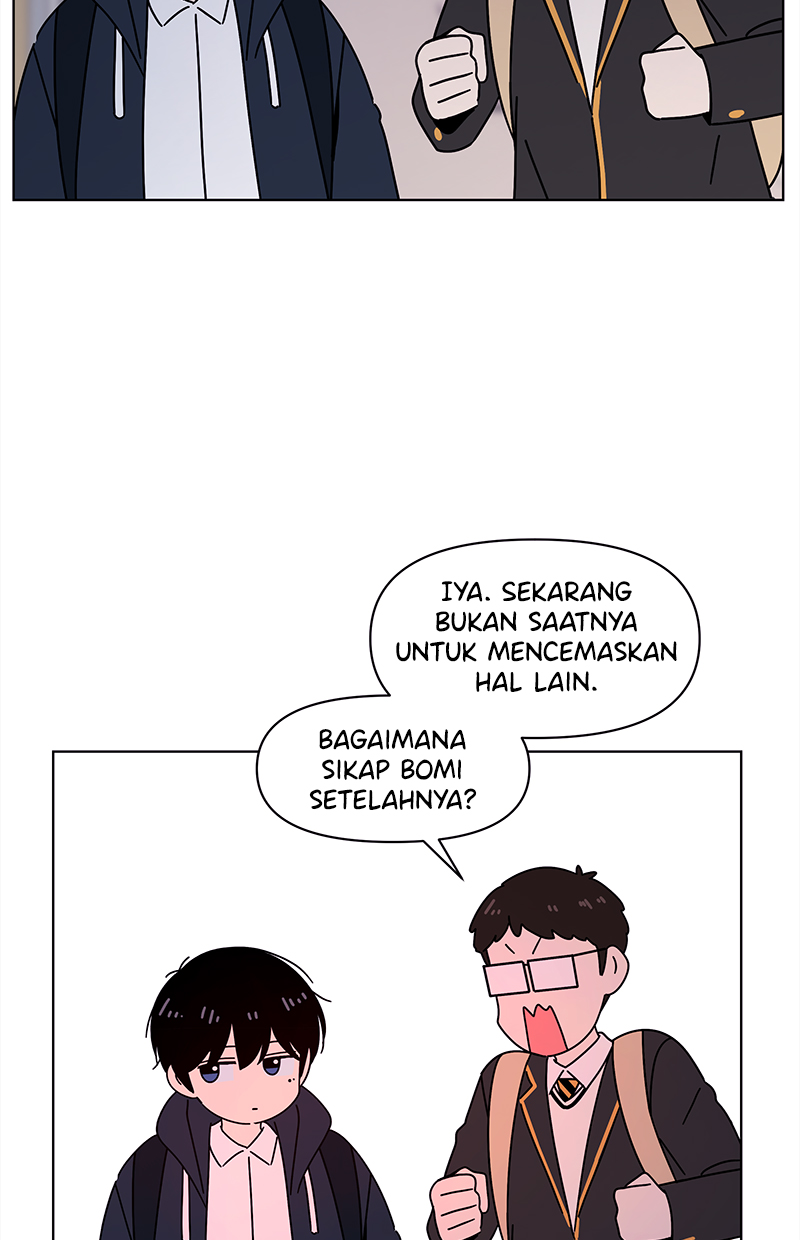 IYA. SEKARANG
BUKAN SAATNYA
UNTUK MENCEMASKAN
HAL LAIN.
BAGAIMANA
SIKAP BOMI
SETELAHNYA?